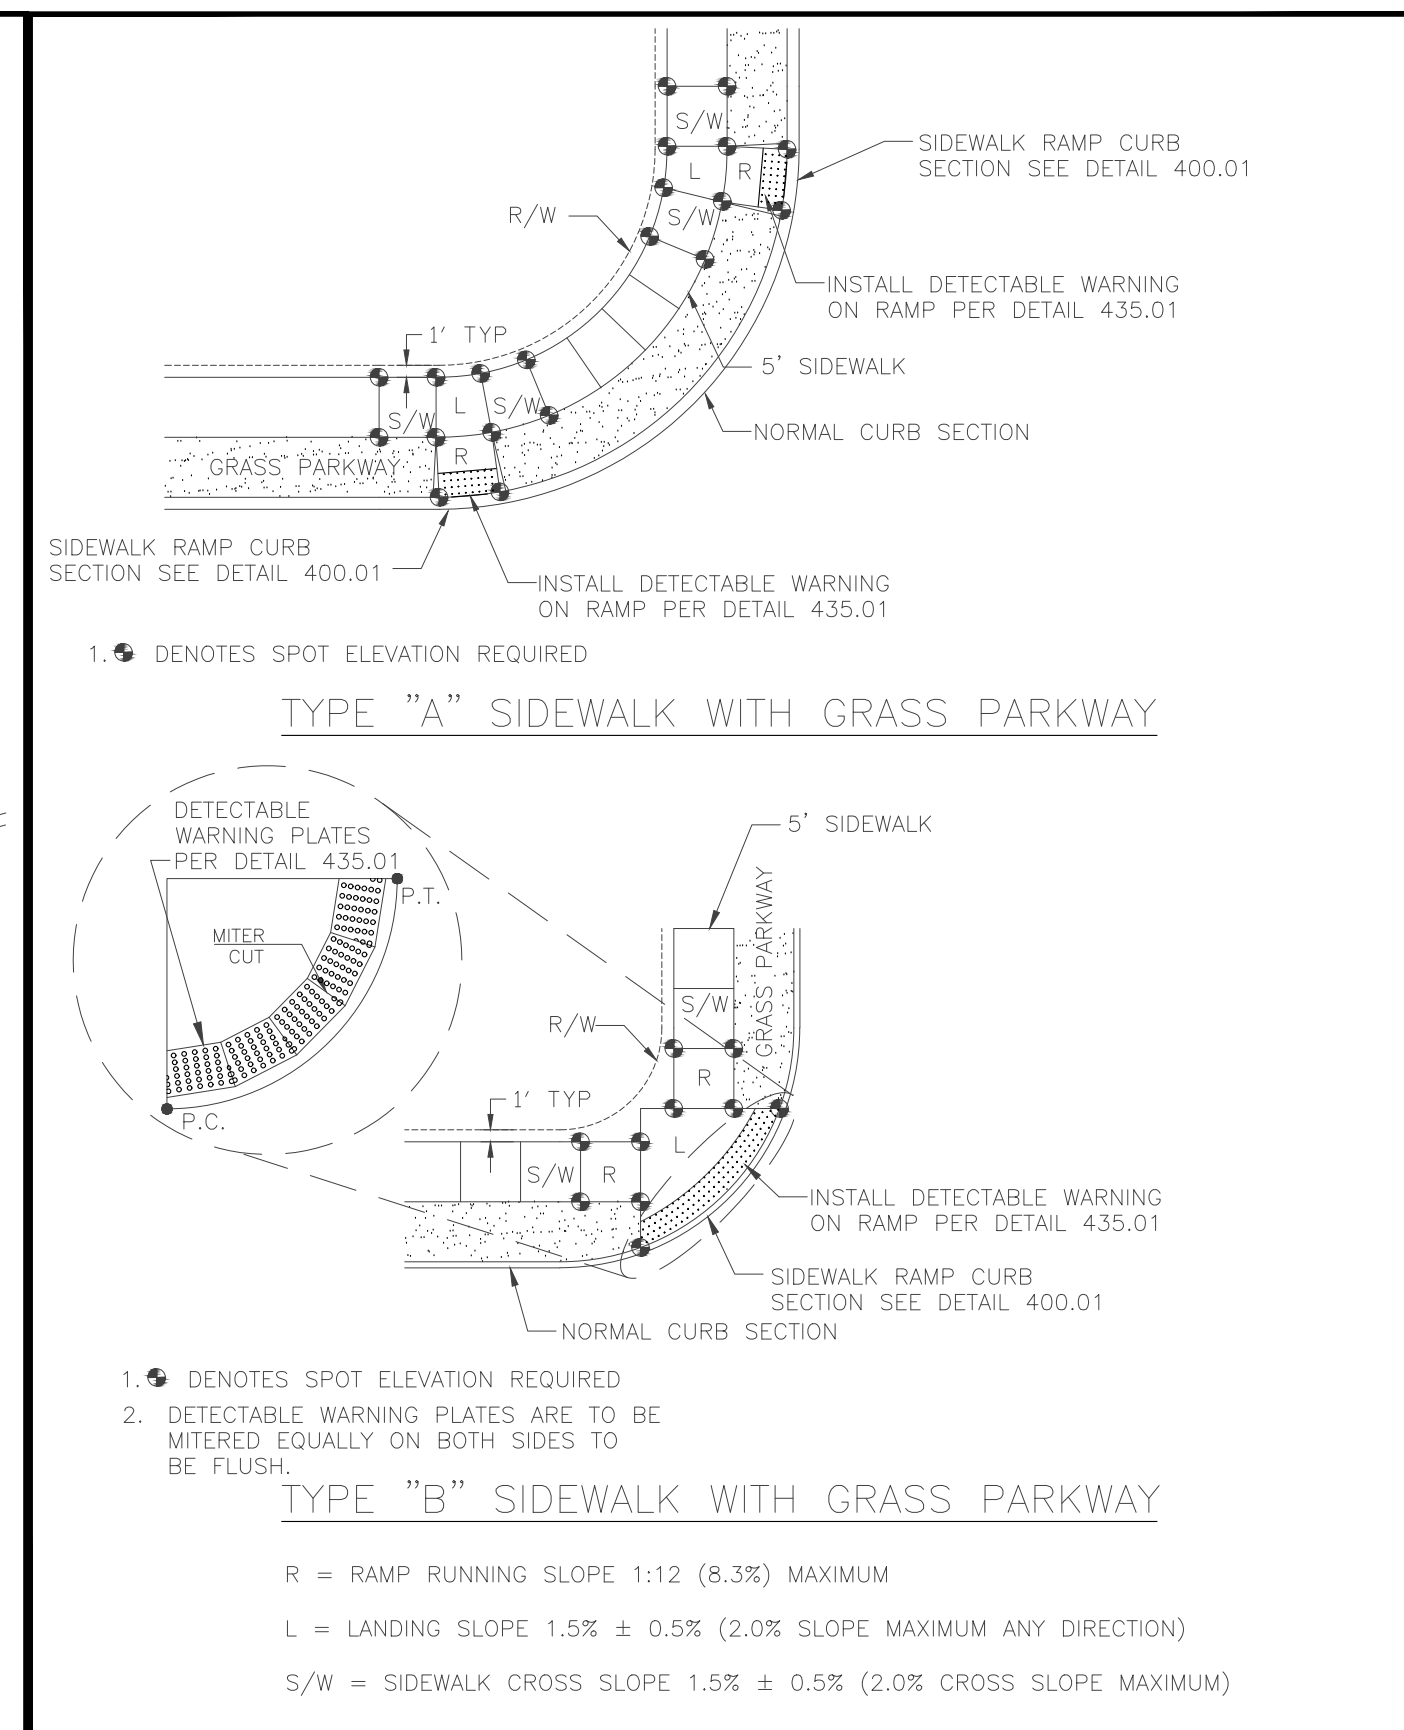 S/W
SIDEWALK RAMP CURB
SECTION SEE DETAIL 400.01
L
R
R/W
S/W
INSTALL DETECTABLE WARNING
ON RAMP PER DETAIL 435.01
1' TYP
5' SIDEWALK
L
S/W
S/W
NORMAL CURB SECTION
R
GRASS PARKWAY
SIDEWALK RAMP CURB
SECTION SEE DETAIL 400.01
INSTALL DETECTABLE WARNING
ON RAMP PER DETAIL 435.01
1. DENOTES SPOT ELEVATION REQUIRED
TYPE "A" SIDEWALK WITH GRASS PARKWAY
DETECTABLE
WARNING PLATES
PER DETAIL 435.01
P.T.
MITER
CUT
P.C.
5' SIDEWALK
GRASS PARKWAY
S/W
R/W
R
1' TYP
L
S/W
R
INSTALL DETECTABLE WARNING
ON RAMP PER DETAIL 435.01
SIDEWALK RAMP CURB
SECTION SEE DETAIL 400.01
NORMAL CURB SECTION
1. DENOTES SPOT ELEVATION REQUIRED
2. DETECTABLE WARNING PLATES ARE TO BE
MITERED EQUALLY ON BOTH SIDES TO
BE FLUSH.
TYPE "B" SIDEWALK WITH GRASS PARKWAY
R = RAMP RUNNING SLOPE 1:12 (8.3%) MAXIMUM
L = LANDING SLOPE 1.5% ± 0.5% (2.0% SLOPE MAXIMUM ANY DIRECTION)
S/W = SIDEWALK CROSS SLOPE 1.5% ± 0.5% (2.0% CROSS SLOPE MAXIMUM)